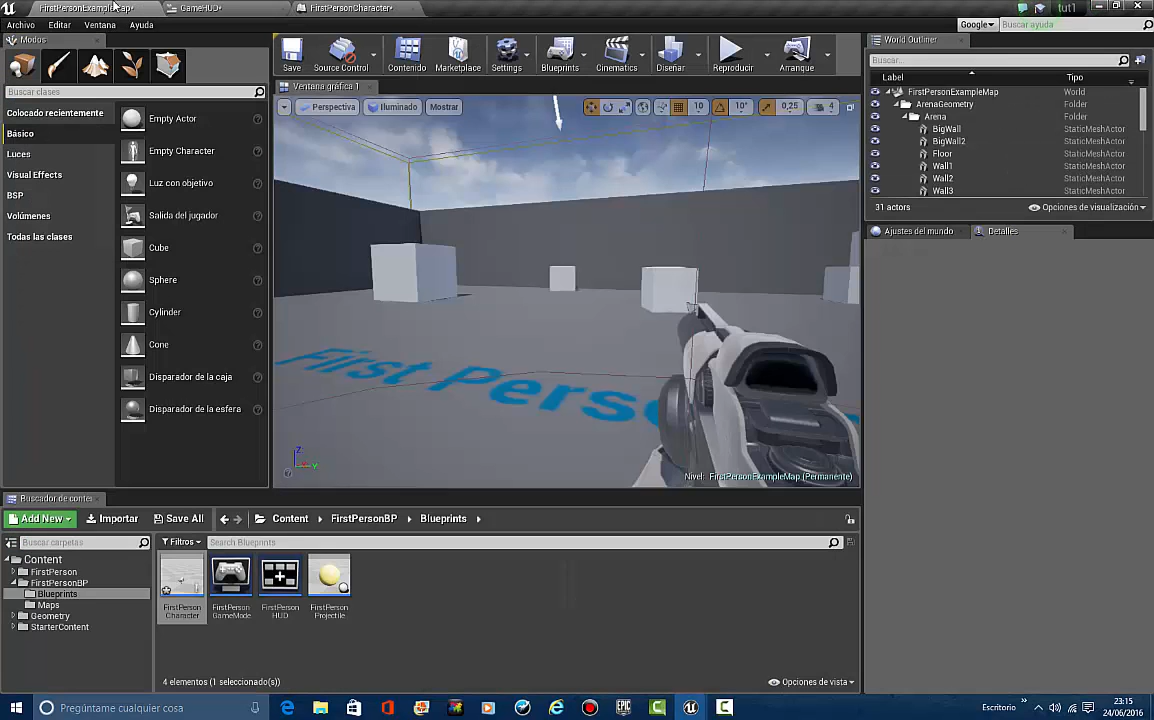 FirstPersonExampleMap•
GameHUD•
FirstPersonCharacter•
tut1
Archivo Editar Ventana Ayuda
Google
Buscar ayuda
Modos
Buscar clases
Colocado recientemente
Básico
Luces
Visual Effects
BSP
Volúmenes
Todas las clases
Empty Actor
Empty Character
Luz con objetivo
Salida del jugador
Cube
Sphere
Cylinder
Cone
Disparador de la caja
Disparador de la esfera
Save
Source Control
Contenido
Marketplace
Settings
Blueprints
Cinematics
Diseñar
Reproducir
Arranque
Ventana gráfica 1
Perspectiva
Iluminado
Mostrar
10
10°
0,25
4
First Perso
Z
Y
Nivel: FirstPersonExampleMap (Permanente)
World Outliner
Buscar...
Label Tipo
FirstPersonExampleMap World
ArenaGeometry Folder
Arena Folder
BigWall StaticMeshActor
BigWall2 StaticMeshActor
Floor StaticMeshActor
Wall1 StaticMeshActor
Wall2 StaticMeshActor
Wall3 StaticMeshActor
31 actors
Opciones de visualización
Ajustes del mundo
Detalles
Buscador de conte
Add New
Importar
Save All
Content
FirstPersonBP
Blueprints
Buscar carpetas
Filtros
Search Blueprints
Content
FirstPerson
FirstPersonBP
Blueprints
Maps
Geometry
StarterContent
FirstPerson
Character
FirstPerson
GameMode
FirstPerson
HUD
FirstPerson
Projectile
4 elementos (1 seleccionado(s))
Opciones de vista
Pregúntame cualquier cosa
EPIC
Escritorio
23:15
24/06/2016